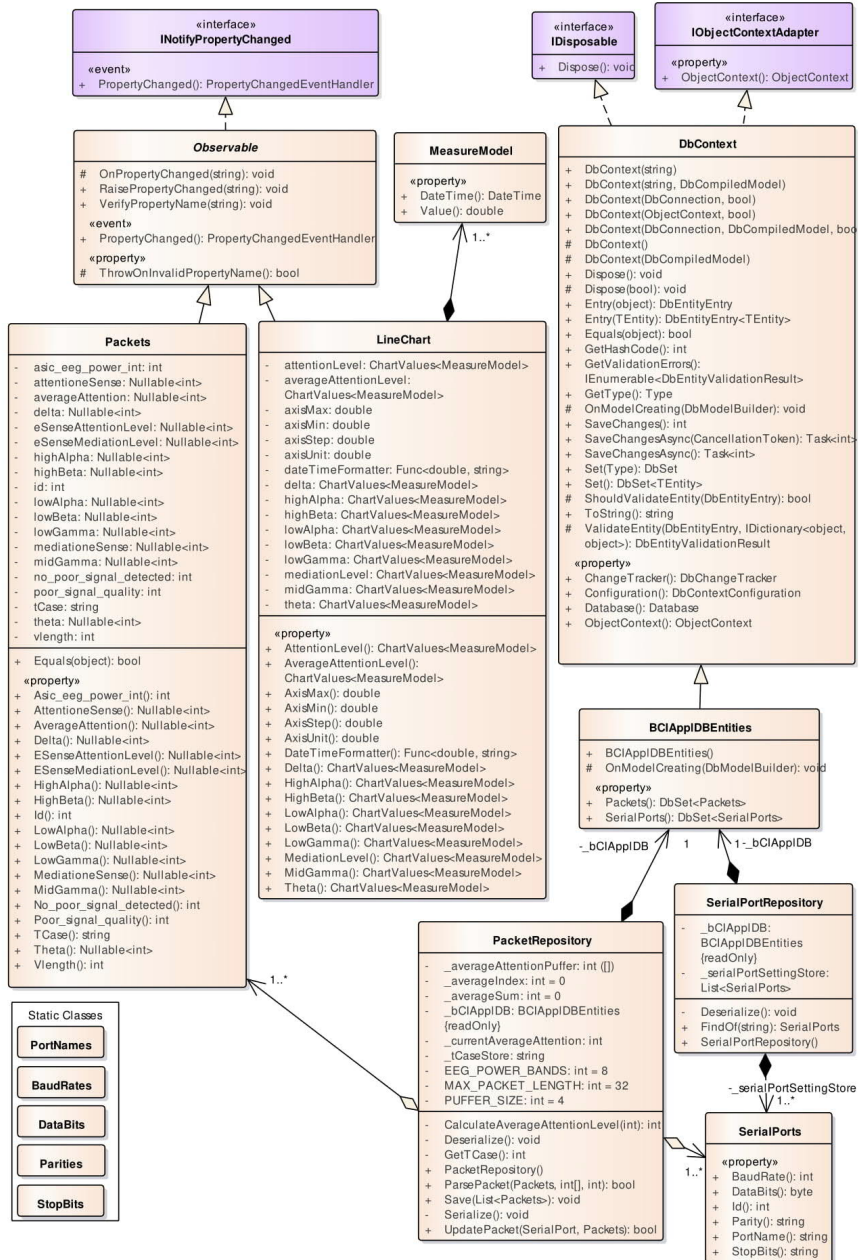 «interface»
INotifyPropertyChanged
«event»
+ PropertyChanged(): PropertyChangedEventHandler
«interface»
IDisposable
+ Dispose(): void
«interface»
IObjectContextAdapter
«property»
+ ObjectContext(): ObjectContext
Observable
# OnPropertyChanged(string): void
+ RaisePropertyChanged(string): void
+ VerifyPropertyName(string): void
«event»
+ PropertyChanged(): PropertyChangedEventHandler
«property»
# ThrowOnInvalidPropertyName(): bool
MeasureModel
«property»
+ DateTime(): DateTime
+ Value(): double
1..*
DbContext
+ DbContext(string)
+ DbContext(string, DbCompiledModel)
+ DbContext(DbConnection, bool)
+ DbContext(ObjectContext, bool)
+ DbContext(DbConnection, DbCompiledModel, boo
# DbContext()
# DbContext(DbCompiledModel)
+ Dispose(): void
# Dispose(bool): void
+ Entry(object): DbEntityEntry
+ Entry(TEntity): DbEntityEntry<TEntity>
+ Equals(object): bool
+ GetHashCode(): int
+ GetValidationErrors():
IEnumerable<DbEntityValidationResult>
+ GetType(): Type
# OnModelCreating(DbModelBuilder): void
+ SaveChanges(): int
+ SaveChangesAsync(CancellationToken): Task<int>
+ SaveChangesAsync(): Task<int>
+ Set(Type): DbSet
+ Set(): DbSet<TEntity>
# ShouldValidateEntity(DbEntityEntry): bool
+ ToString(): string
# ValidateEntity(DbEntityEntry, IDictionary<object,
object>): DbEntityValidationResult
«property»
+ ChangeTracker(): DbChangeTracker
+ Configuration(): DbContextConfiguration
+ Database(): Database
+ ObjectContext(): ObjectContext
Packets
- asic_eeg_power_int: int
- attentioneSense: Nullable<int>
- averageAttention: Nullable<int>
- delta: Nullable<int>
- eSenseAttentionLevel: Nullable<int>
- eSenseMediationLevel: Nullable<int>
- highAlpha: Nullable<int>
- highBeta: Nullable<int>
- id: int
- lowAlpha: Nullable<int>
- lowBeta: Nullable<int>
- lowGamma: Nullable<int>
- mediationeSense: Nullable<int>
- midGamma: Nullable<int>
- no_poor_signal_detected: int
- poor_signal_quality: int
- tCase: string
- theta: Nullable<int>
- vlength: int
+ Equals(object): bool
«property»
+ Asic_eeg_power_int(): int
+ AttentioneSense(): Nullable<int>
+ AverageAttention(): Nullable<int>
+ Delta(): Nullable<int>
+ ESenseAttentionLevel(): Nullable<int>
+ ESenseMediationLevel(): Nullable<int>
+ HighAlpha(): Nullable<int>
+ HighBeta(): Nullable<int>
+ Id(): int
+ LowAlpha(): Nullable<int>
+ LowBeta(): Nullable<int>
+ LowGamma(): Nullable<int>
+ MediationeSense(): Nullable<int>
+ MidGamma(): Nullable<int>
+ No_poor_signal_detected(): int
+ Poor_signal_quality(): int
+ TCase(): string
+ Theta(): Nullable<int>
+ Vlength(): int
LineChart
- attentionLevel: ChartValues<MeasureModel>
- averageAttentionLevel:
ChartValues<MeasureModel>
- axisMax: double
- axisMin: double
- axisStep: double
- axisUnit: double
- dateTimeFormatter: Func<double, string>
- delta: ChartValues<MeasureModel>
- highAlpha: ChartValues<MeasureModel>
- highBeta: ChartValues<MeasureModel>
- lowAlpha: ChartValues<MeasureModel>
- lowBeta: ChartValues<MeasureModel>
- lowGamma: ChartValues<MeasureModel>
- mediationLevel: ChartValues<MeasureModel>
- midGamma: ChartValues<MeasureModel>
- theta: ChartValues<MeasureModel>
«property»
+ AttentionLevel(): ChartValues<MeasureModel>
+ AverageAttentionLevel():
ChartValues<MeasureModel>
+ AxisMax(): double
+ AxisMin(): double
+ AxisStep(): double
+ AxisUnit(): double
+ DateTimeFormatter(): Func<double, string>
+ Delta(): ChartValues<MeasureModel>
+ HighAlpha(): ChartValues<MeasureModel>
+ HighBeta(): ChartValues<MeasureModel>
+ LowAlpha(): ChartValues<MeasureModel>
+ LowBeta(): ChartValues<MeasureModel>
+ LowGamma(): ChartValues<MeasureModel>
+ MediationLevel(): ChartValues<MeasureModel>
+ MidGamma(): ChartValues<MeasureModel>
+ Theta(): ChartValues<MeasureModel>
BCIApplDBEntities
+ BCIApplDBEntities()
# OnModelCreating(DbModelBuilder): void
«property»
+ Packets(): DbSet<Packets>
+ SerialPorts(): DbSet<SerialPorts>
-_bCIApplDB 1 1 -_bCIApplDB
PacketRepository
- _averageAttentionPuffer: int ([])
- _averageIndex: int = 0
- _averageSum: int = 0
- _bCIApplDB: BCIApplDBEntities
{readOnly}
- _currentAverageAttention: int
- _tCaseStore: string
- EEG_POWER_BANDS: int = 8
- MAX_PACKET_LENGTH: int = 32
- PUFFER_SIZE: int = 4
- CalculateAverageAttentionLevel(int): int
- Deserialize(): void
- GetTCase(): int
+ PacketRepository()
+ ParsePacket(Packets, int[], int): bool
+ Save(List<Packets>): void
- Serialize(): void
+ UpdatePacket(SerialPort, Packets): bool
1..*
SerialPortRepository
- _bCIApplDB:
BCIApplDBEntities
{readOnly}
- _serialPortSettingStore:
List<SerialPorts>
- Deserialize(): void
+ FindOf(string): SerialPorts
+ SerialPortRepository()
-_serialPortSettingStore
1..*
SerialPorts
«property»
+ BaudRate(): int
+ DataBits(): byte
+ Id(): int
+ Parity(): string
+ PortName(): string
+ StopBits(): string
1..*
Static Classes
PortNames
BaudRates
DataBits
Parities
StopBits